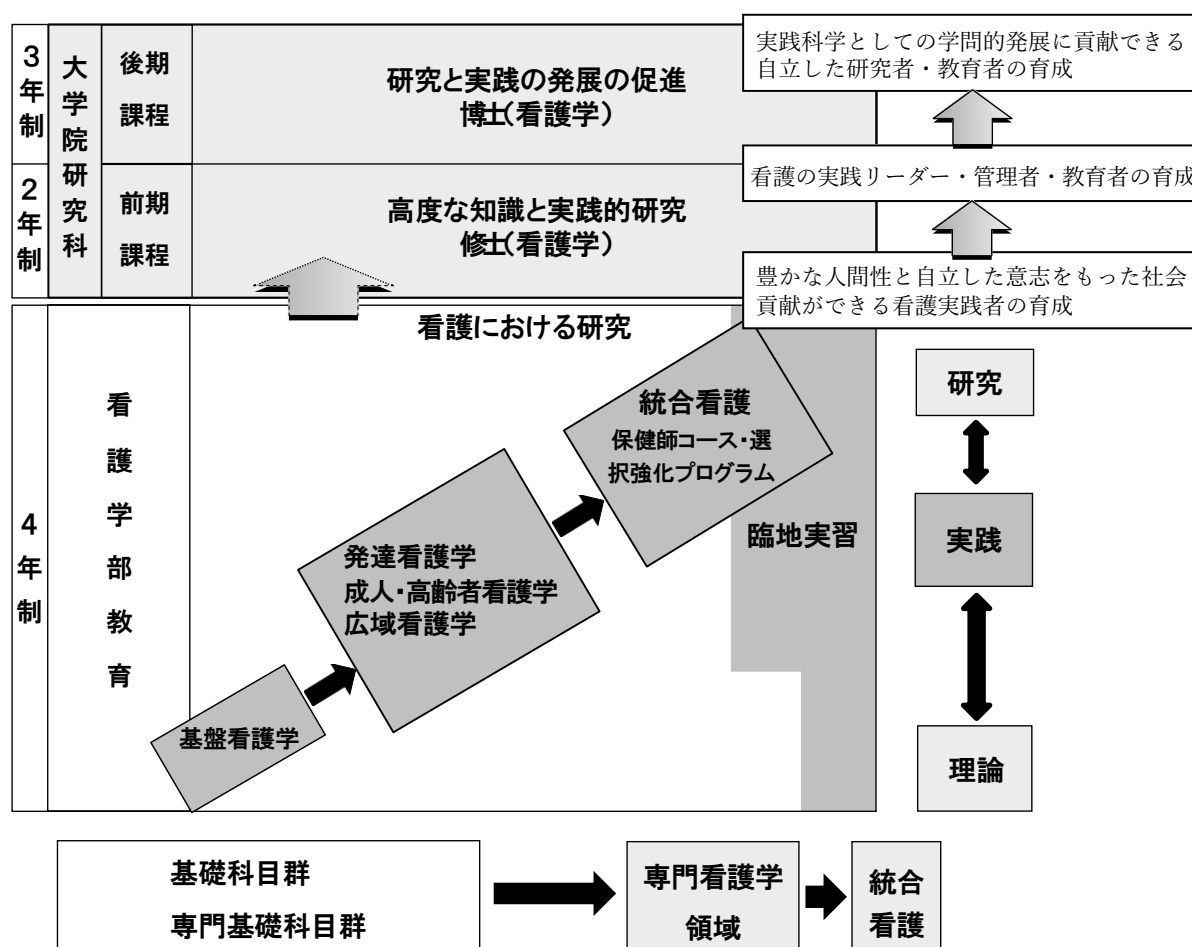 3年制
大学院研究科
後期課程
研究と実践の発展の促進
博士(看護学)
実践科学としての学問的発展に貢献できる
自立した研究者・教育者の育成
2年制
前期課程
高度な知識と実践的研究
修士(看護学)
看護の実践リーダー・管理者・教育者の育成
豊かな人間性と自立した意志をもった社会
貢献ができる看護実践者の育成
4年制
看護学部教育
看護における研究
統合看護
保健師コース・選
択強化プログラム
発達看護学
成人・高齢者看護学
広域看護学
基盤看護学
臨地実習
研究
実践
理論
基礎科目群
専門基礎科目群
専門看護学
領域
統合
看護